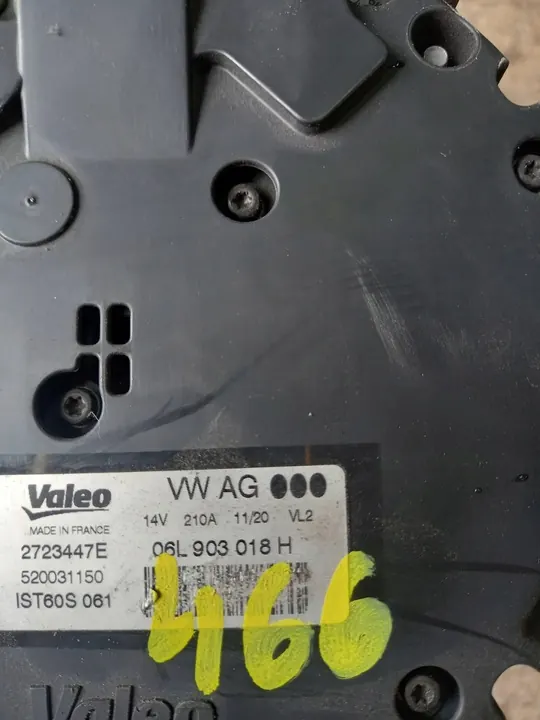 Valeo VW AG
MADE IN FRANCE 14V 210A 11/20 VL2
2723447E 06L 903 018 H
520031150
IST60S 061
466
Valeo